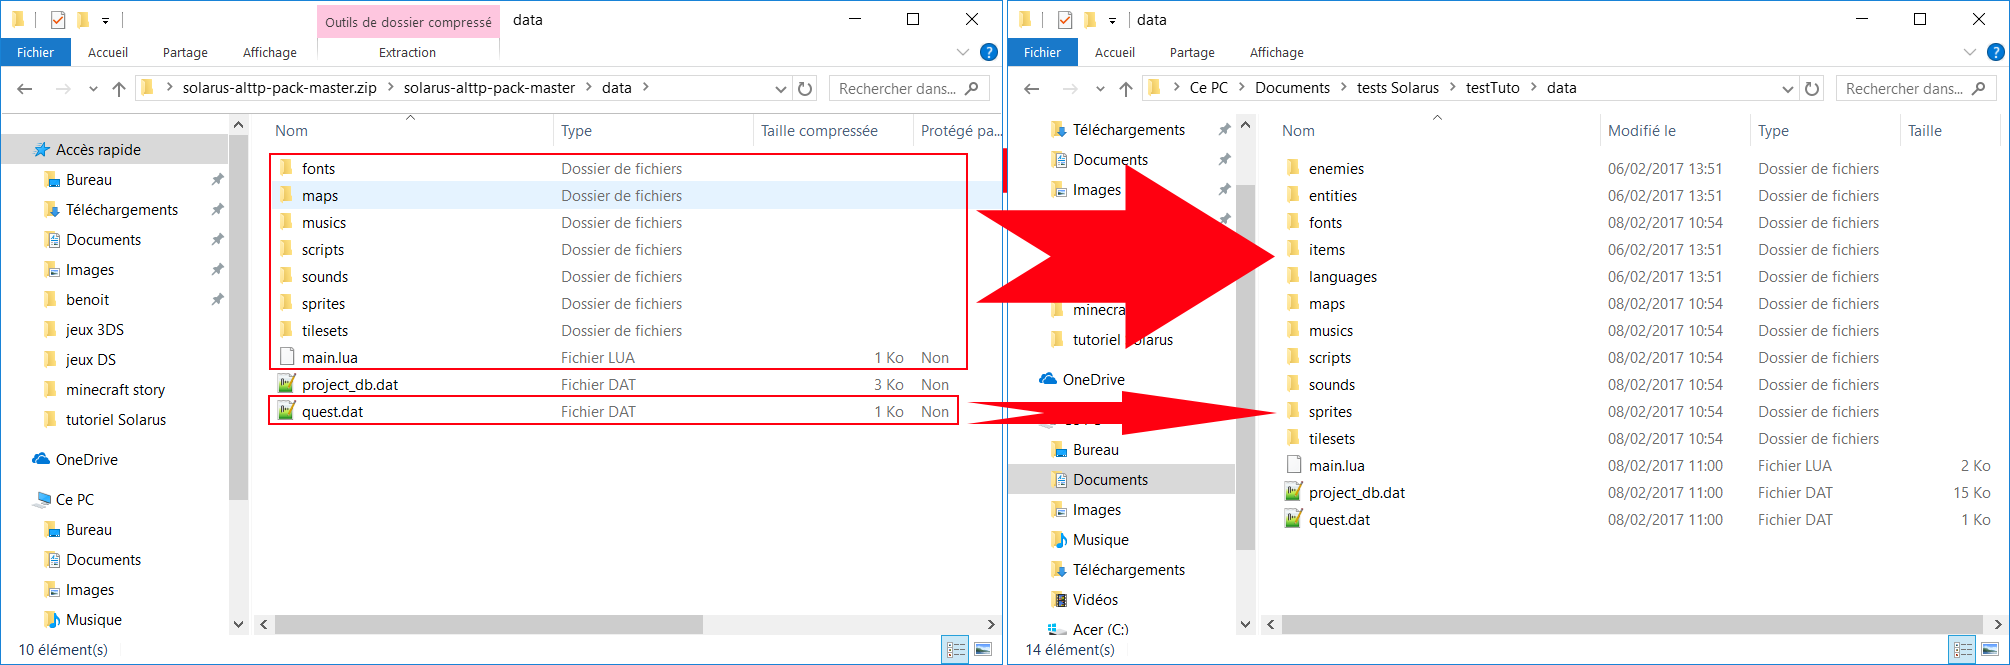 Outils de dossier compressé
data
Fichier
Accueil
Partage
Affichage
Extraction
solarus-alttp-pack-master.zip
solarus-alttp-pack-master
data
Rechercher dans...
Accès rapide
Bureau
Téléchargements
Documents
Images
benoit
jeux 3DS
jeux DS
minecraft story
tutoriel Solarus
OneDrive
Ce PC
Bureau
Documents
Images
Musique
Nom Type Taille compressée Protégé pa...
fonts Dossier de fichiers
maps Dossier de fichiers
musics Dossier de fichiers
scripts Dossier de fichiers
sounds Dossier de fichiers
sprites Dossier de fichiers
tilesets Dossier de fichiers
main.lua Fichier LUA 1 Ko Non
project_db.dat Fichier DAT 3 Ko Non
quest.dat Fichier DAT 1 Ko Non
10 élément(s)
data
Fichier
Accueil
Partage
Affichage
Ce PC
Documents
tests Solarus
testTuto
data
Rechercher dans...
Téléchargements
Documents
Images
minecra
tutoriel olarus
OneDrive
Bureau
Documents
Images
Musique
Téléchargements
Vidéos
Acer (C:)
Nom Modifié le Type Taille
enemies 06/02/2017 13:51 Dossier de fichiers
entities 06/02/2017 13:51 Dossier de fichiers
fonts 08/02/2017 10:54 Dossier de fichiers
items 06/02/2017 13:51 Dossier de fichiers
languages 06/02/2017 13:51 Dossier de fichiers
maps 08/02/2017 10:54 Dossier de fichiers
musics 08/02/2017 10:54 Dossier de fichiers
scripts 08/02/2017 10:54 Dossier de fichiers
sounds 08/02/2017 10:54 Dossier de fichiers
sprites 08/02/2017 10:54 Dossier de fichiers
tilesets 08/02/2017 10:54 Dossier de fichiers
main.lua 08/02/2017 11:00 Fichier LUA 2 Ko
project_db.dat 08/02/2017 11:00 Fichier DAT 15 Ko
quest.dat 08/02/2017 11:00 Fichier DAT 1 Ko
14 élément(s)